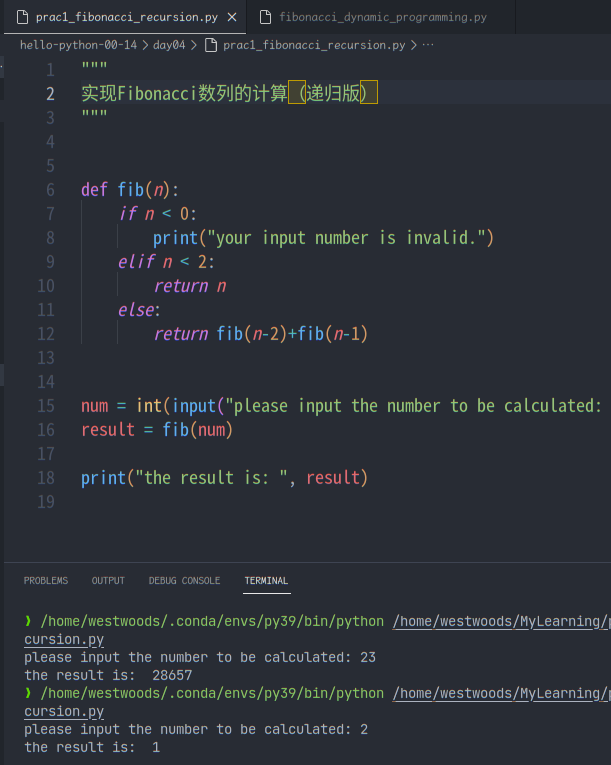 prac1_fibonacci_recursion.py × fibonacci_dynamic_programming.py
hello-python-00-14 > day04 > prac1_fibonacci_recursion.py > ...
1 """
2 实现Fibonacci数列的计算（递归版）
3 """
4
5
6 def fib(n):
7 if n < 0:
8 print("your input number is invalid.")
9 elif n < 2:
10 return n
11 else:
12 return fib(n-2)+fib(n-1)
13
14
15 num = int(input("please input the number to be calculated:
16 result = fib(num)
17
18 print("the result is: ", result)
19
PROBLEMS OUTPUT DEBUG CONSOLE TERMINAL
❯ /home/westwoods/.conda/envs/py39/bin/python /home/westwoods/MyLearning/p
cursion.py
please input the number to be calculated: 23
the result is:  28657
❯ /home/westwoods/.conda/envs/py39/bin/python /home/westwoods/MyLearning/p
cursion.py
please input the number to be calculated: 2
the result is:  1